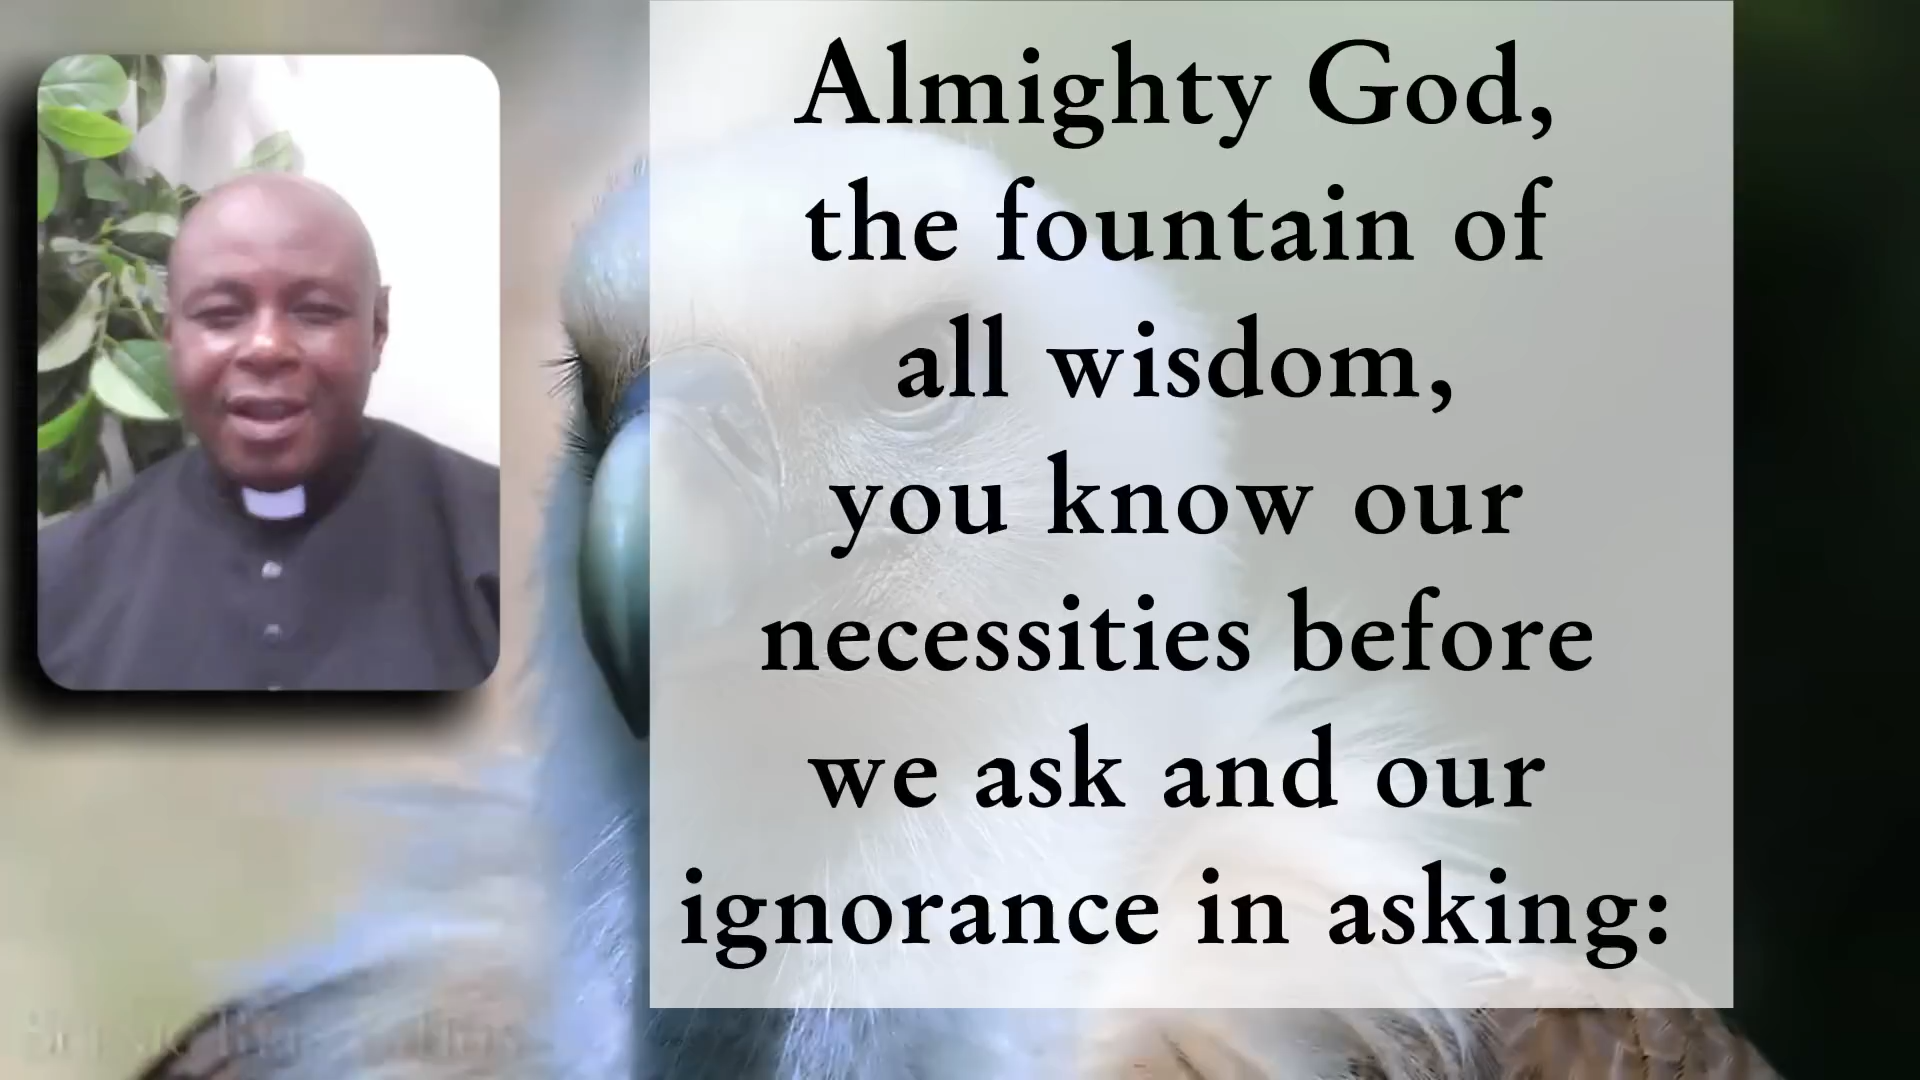 Almighty God,
the fountain of
all wisdom,
you know our
necessities before
we ask and our
ignorance in asking: